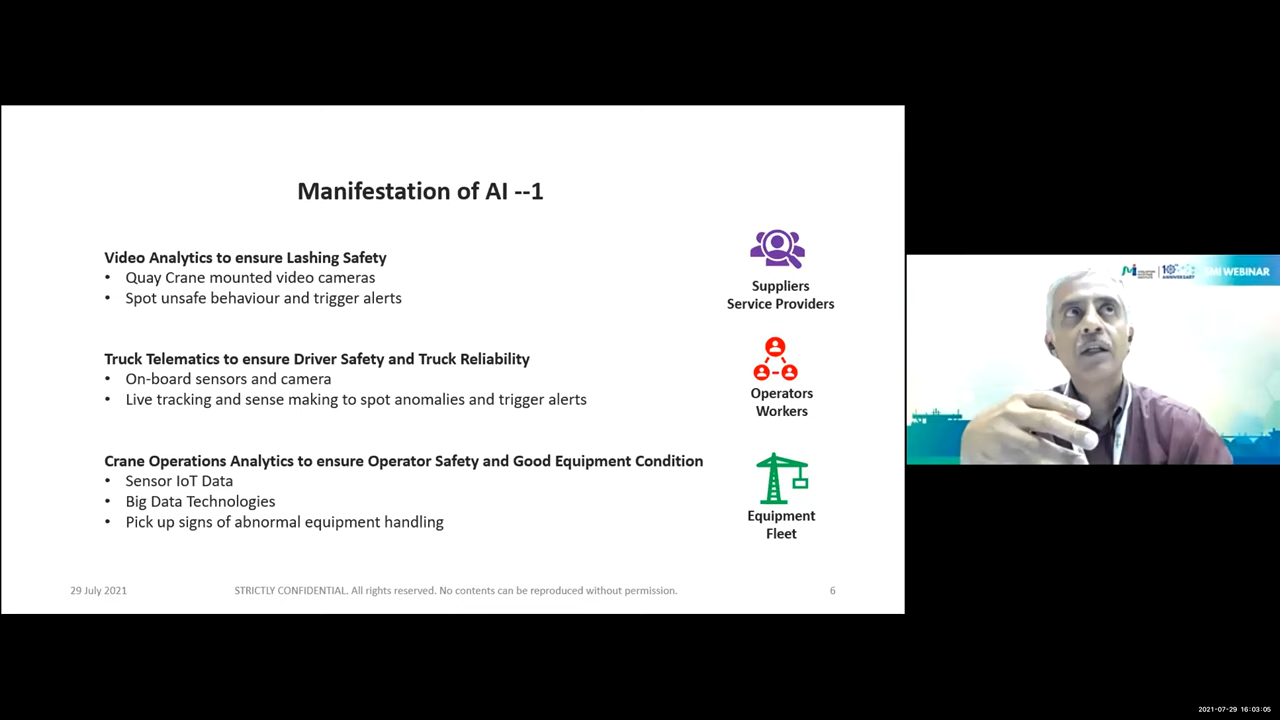 Manifestation of AI --1
Video Analytics to ensure Lashing Safety
• Quay Crane mounted video cameras
• Spot unsafe behaviour and trigger alerts
Suppliers
Service Providers
Truck Telematics to ensure Driver Safety and Truck Reliability
• On-board sensors and camera
• Live tracking and sense making to spot anomalies and trigger alerts
Operators
Workers
Crane Operations Analytics to ensure Operator Safety and Good Equipment Condition
• Sensor IoT Data
• Big Data Technologies
• Pick up signs of abnormal equipment handling
Equipment
Fleet
29 July 2021
STRICTLY CONFIDENTIAL. All rights reserved. No contents can be reproduced without permission.
6
WEBINAR
2021-07-29 16:03:05